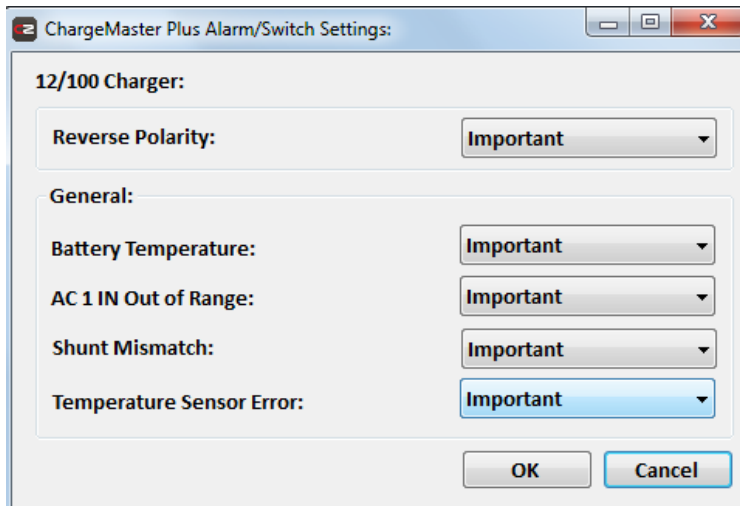 ChargeMaster Plus Alarm/Switch Settings:
12/100 Charger:
Reverse Polarity: Important
General:
Battery Temperature: Important
AC 1 IN Out of Range: Important
Shunt Mismatch: Important
Temperature Sensor Error: Important
OK Cancel